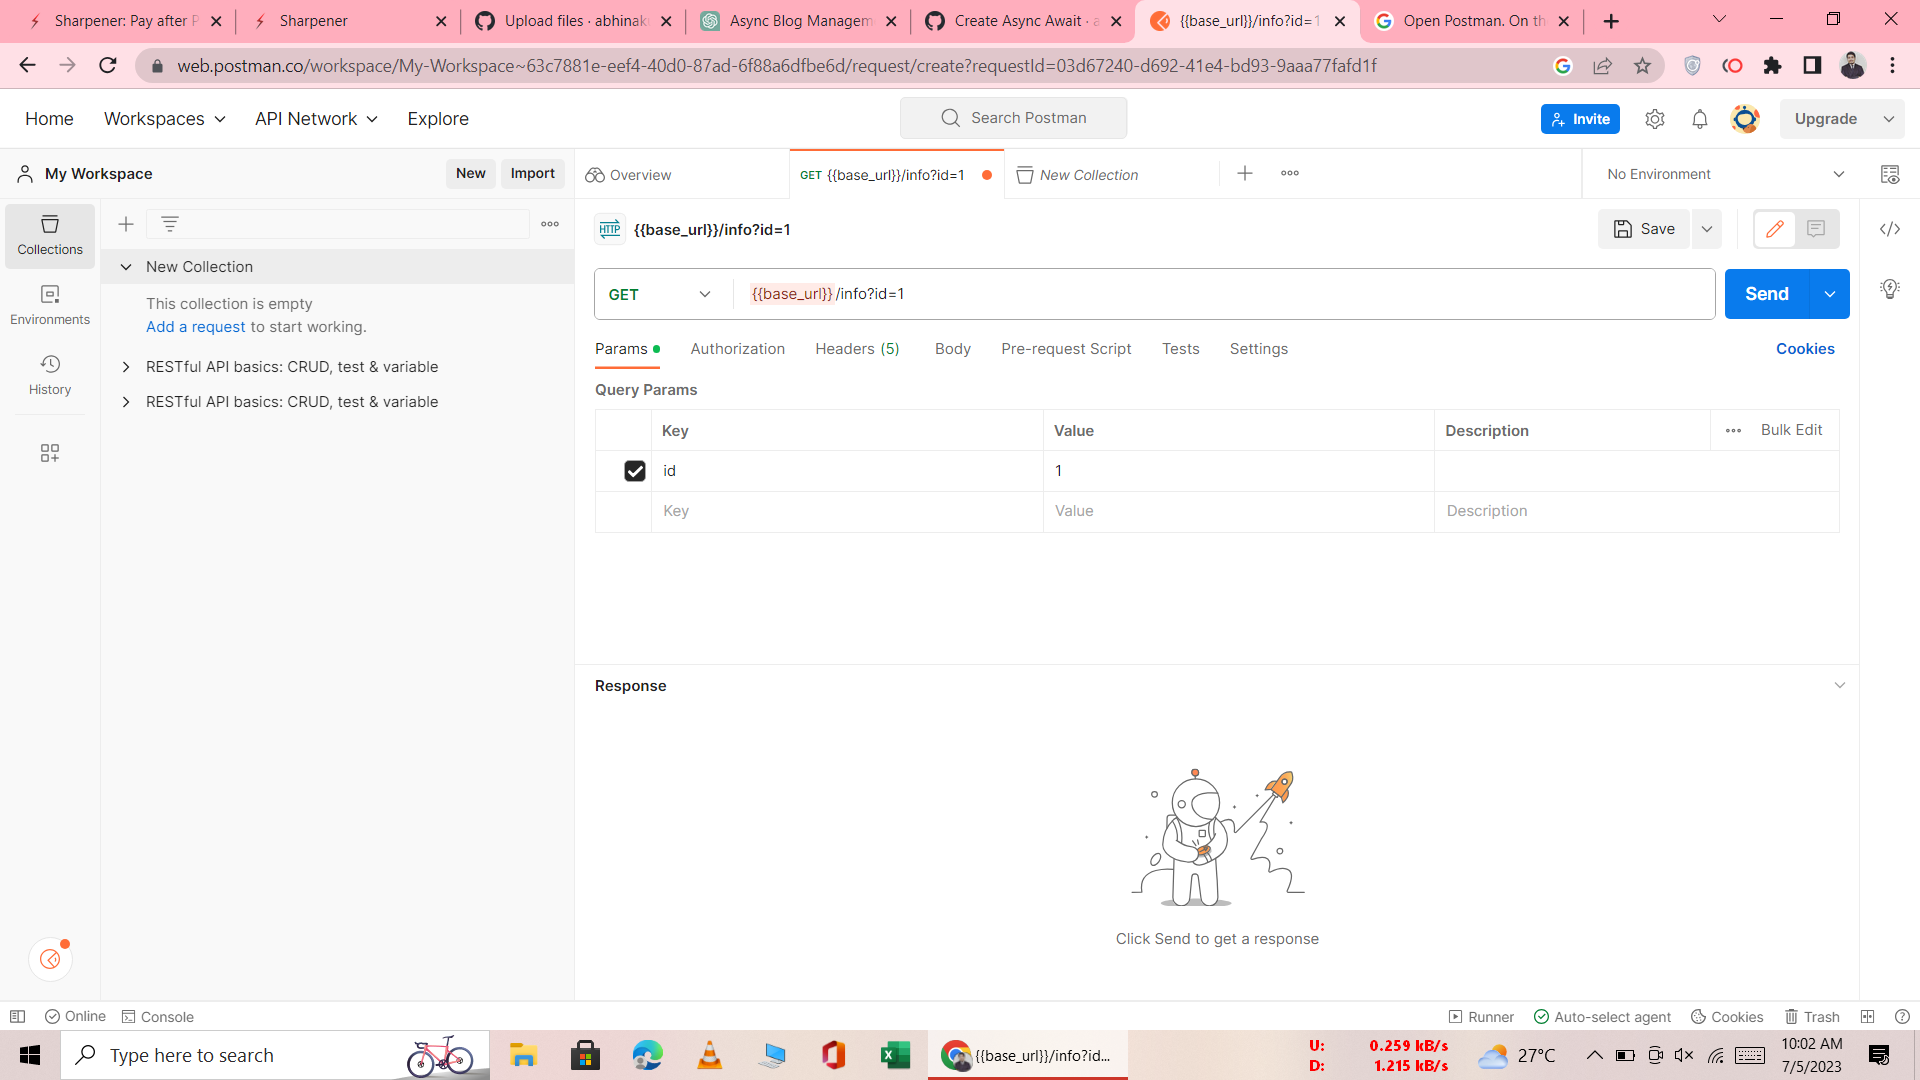 Sharpener: Pay after P
Sharpener
Upload files · abhinaku
Async Blog Managem
Create Async Await · a
{{base_url}}/info?id=1
Open Postman. On th
web.postman.co/workspace/My-Workspace~63c7881e-eef4-40d0-87ad-6f88a6dfbe6d/request/create?requestId=03d67240-d692-41e4-bd93-9aaa77fafd1f
Home
Workspaces
API Network
Explore
Search Postman
Invite
Upgrade
My Workspace
New
Import
Overview
GET {{base_url}}/info?id=1
New Collection
No Environment
Collections
Environments
History
New Collection
This collection is empty
Add a request to start working.
RESTful API basics: CRUD, test & variable
RESTful API basics: CRUD, test & variable
HTTP
{{base_url}}/info?id=1
Save
GET
{{base_url}}/info?id=1
Send
Params
Authorization
Headers (5)
Body
Pre-request Script
Tests
Settings
Cookies
Query Params
Key
Value
Description
Bulk Edit
id
1
Key
Value
Description
Response
Click Send to get a response
Online
Console
Runner
Auto-select agent
Cookies
Trash
Type here to search
{{base_url}}/info?id...
U: 0.259 kB/s
D: 1.215 kB/s
27°C
10:02 AM
7/5/2023